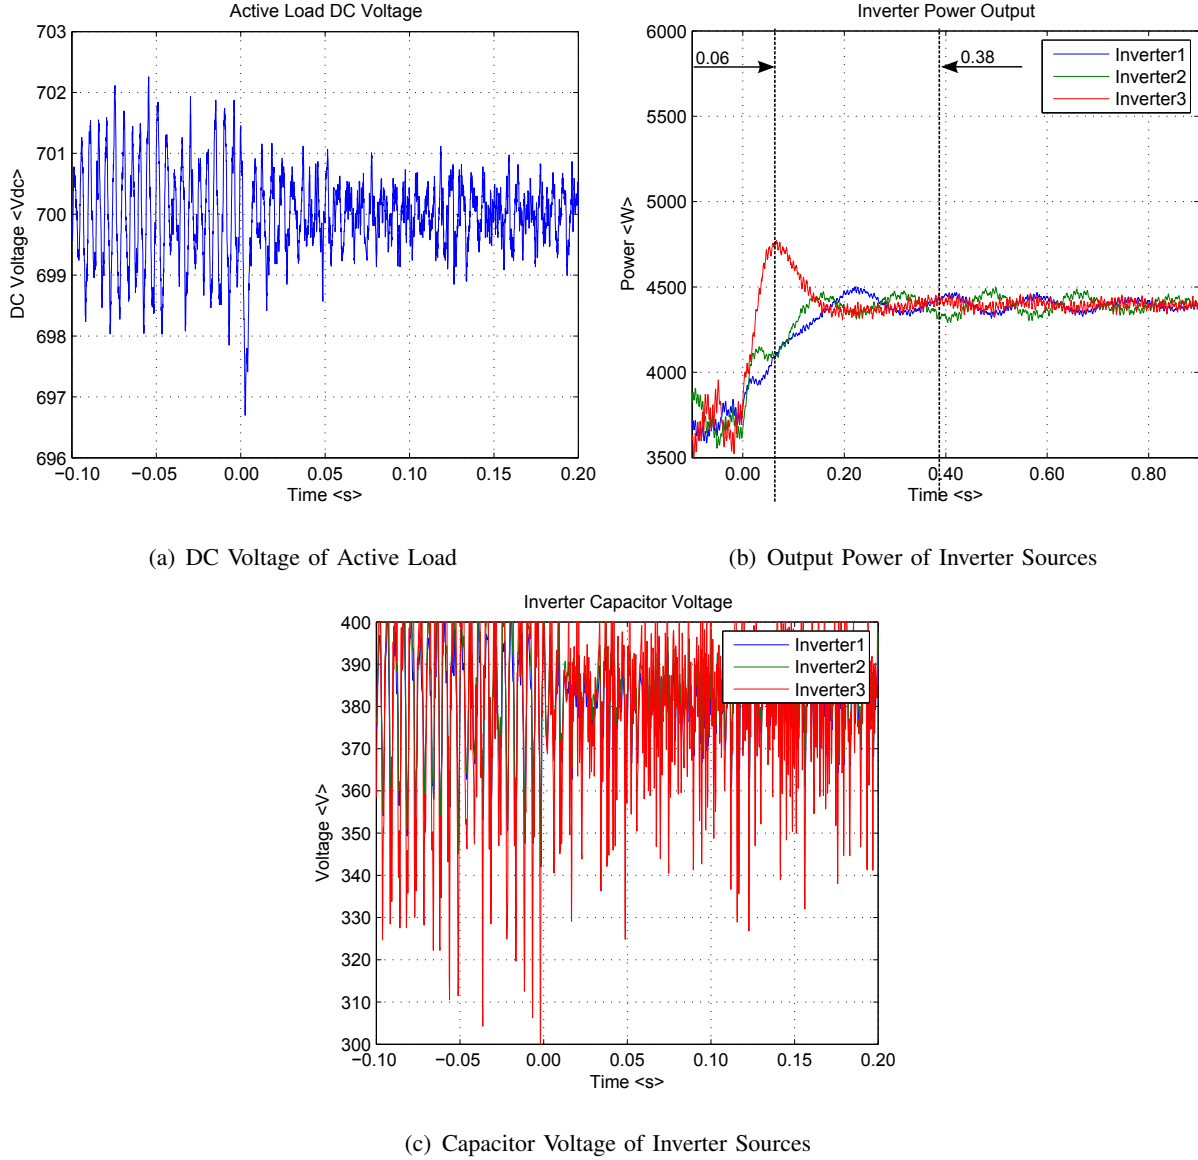 Active Load DC Voltage
703
702
701
700
699
698
697
696
DC Voltage <Vdc>
−0.10 −0.05 0.00 0.05 0.10 0.15 0.20
Time <s>
(a) DC Voltage of Active Load
Inverter Power Output
6000
5500
5000
4500
4000
3500
Power <W>
0.06
0.38
Inverter1
Inverter2
Inverter3
0.00 0.20 0.40 0.60 0.80
Time <s>
(b) Output Power of Inverter Sources
Inverter Capacitor Voltage
400
390
380
370
360
350
340
330
320
310
300
Voltage <V>
Inverter1
Inverter2
Inverter3
−0.10 −0.05 0.00 0.05 0.10 0.15 0.20
Time <s>
(c) Capacitor Voltage of Inverter Sources